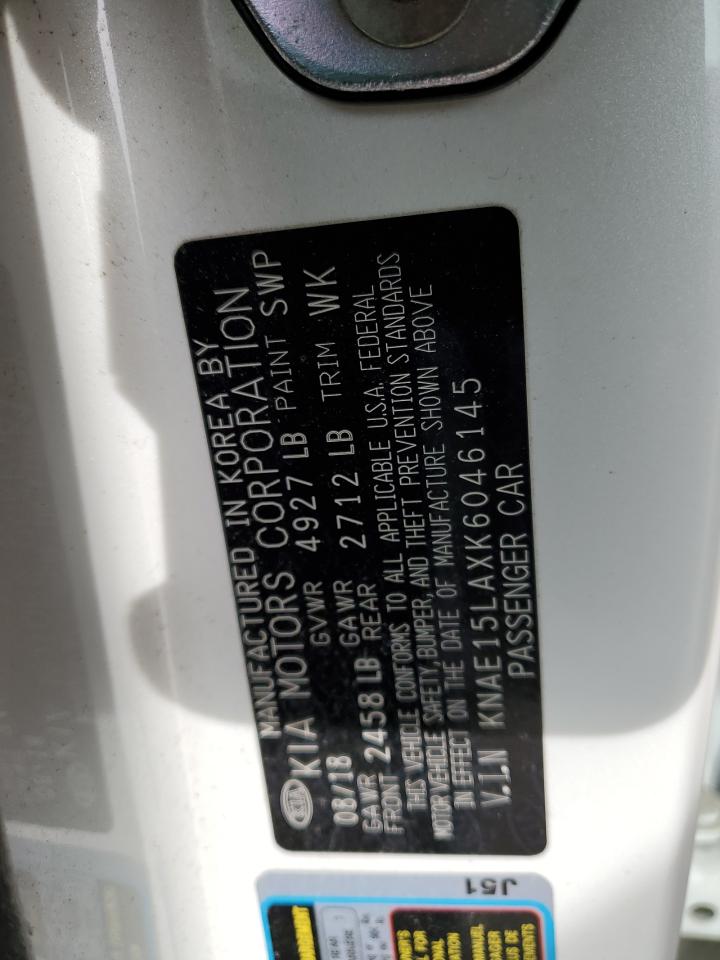 MANUFACTURED IN KOREA BY
KIA KIA MOTORS CORPORATION
08/18 GVWR 4927 LB PAINT SWP
GAWR FRONT 2458 LB GAWR REAR 2712 LB TRIM WK
THIS VEHICLE CONFORMS TO ALL APPLICABLE U.S.A. FEDERAL
MOTOR VEHICLE SAFETY, BUMPER, AND THEFT PREVENTION STANDARDS
IN EFFECT ON THE DATE OF MANUFACTURE SHOWN ABOVE
V.I.N KNAE15LAXK6046145
PASSENGER CAR
J51
MANUEL